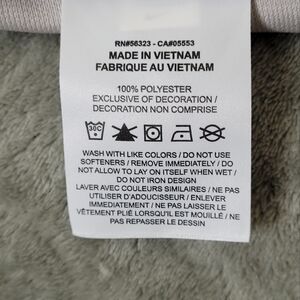 RN#56323 - CA#05553
MADE IN VIETNAM
FABRIQUE AU VIETNAM
100% POLYESTER
EXCLUSIVE OF DECORATION /
DECORATION NON COMPRISE
30C
WASH WITH LIKE COLORS / DO NOT USE
SOFTENERS / REMOVE IMMEDIATELY / DO
NOT ALLOW TO LAY ON ITSELF WHEN WET /
DO NOT IRON DESIGN
LAVER AVEC COULEURS SIMILAIRES / NE PAS
UTILISER D'ADOUCISSEUR / ENLEVER
IMMEDIATEMENT / NE PAS LAISSER LE
VÊTEMENT PLIÉ LORSQU'IL EST MOUILLÉ / NE
PAS REPASSER LE DESSIN